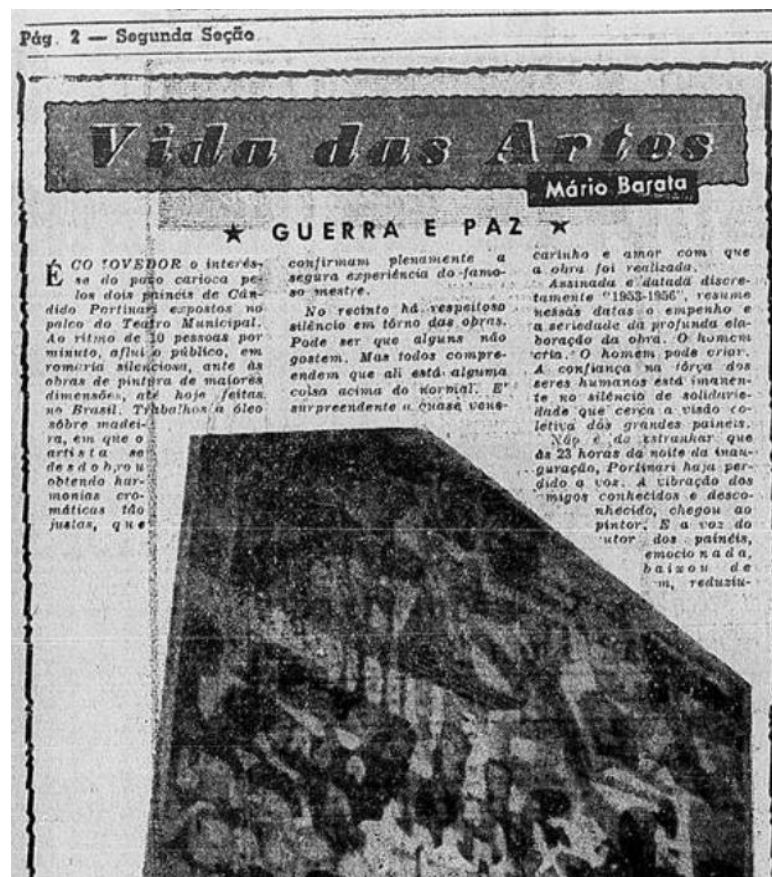 Pág. 2 — Segunda Seção
Vida das Artes
Mário Barata
★ GUERRA E PAZ ★
É CO OVEDOR o interês-
se do povo carioca pe-
los dois paineis de Cân-
dido Portinari expostos no
palco do Teatro Municipal.
Ao ritmo de 10 pessoas por
minuto, aflui o público, em
romaria silenciosa, ante às
obras de pintura de maiores
dimensões, até hoje feitas
no Brasil. Trabalhos a óleo
sôbre madei-
ra, em que o
artista se
desdobrou
obtendo har-
monias cro-
máticas tão
justas, que
confirmam plenamente a
segura experiência do famo-
so mestre.
No recinto há respeitoso
silêncio em tôrno das obras.
Pode ser que alguns não
gostem. Mas todos compre-
endem que ali está alguma
coisa acima do normal. E'
surpreendente a quase vene-
carinho e amor com que
a obra foi realizada.
Assinada e datada discre-
tamente "1953-1956", resume
nessas datas o empenho e
a seriedade da profunda ela-
boração da obra. O homem
cria. O homem pode criar.
A confiança na fôrça dos
seres humanos está imanen-
te no silêncio de solidarie-
dade que cerca a visão co-
letiva dos grandes paineis.
Não é de estranhar que
às 23 horas da noite da inau-
guração, Portinari haja per-
dido a voz. A vibração dos
migos conhecidos e desco-
nhecido, chegou ao
pintor. E a voz do
utor dos painéis,
emocionada,
baixou de
m, reduziu-